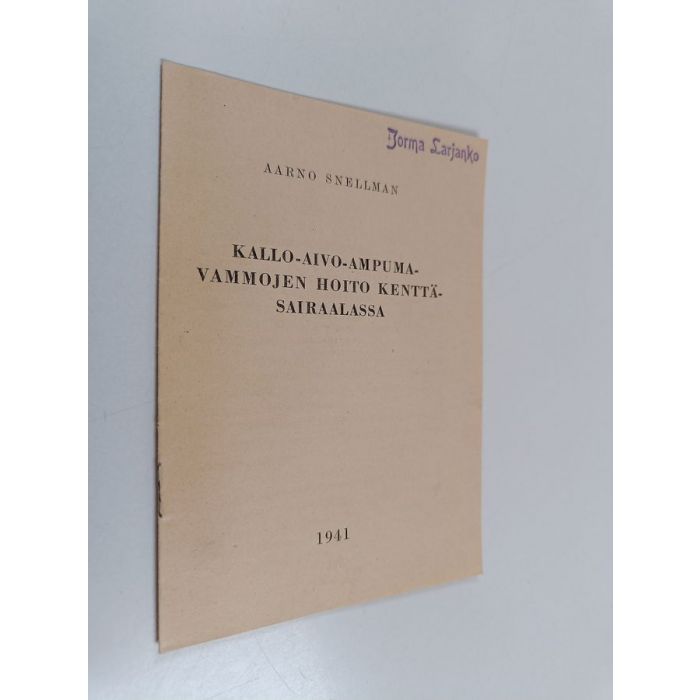 Jorma Larjanko
AARNO SNELLMAN
KALLO-AIVO-AMPUMA-
VAMMOJEN HOITO KENTTÄ-
SAIRAALASSA
1941